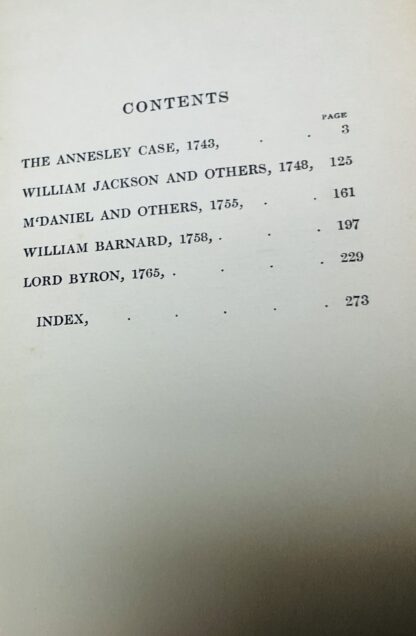 CONTENTS
PAGE
THE ANNESLEY CASE, 1743, . . 3
WILLIAM JACKSON AND OTHERS, 1748, 125
M‘DANIEL AND OTHERS, 1755, . . 161
WILLIAM BARNARD, 1758, . . . 197
LORD BYRON, 1765, . . . . 229
INDEX, . . . . . 273